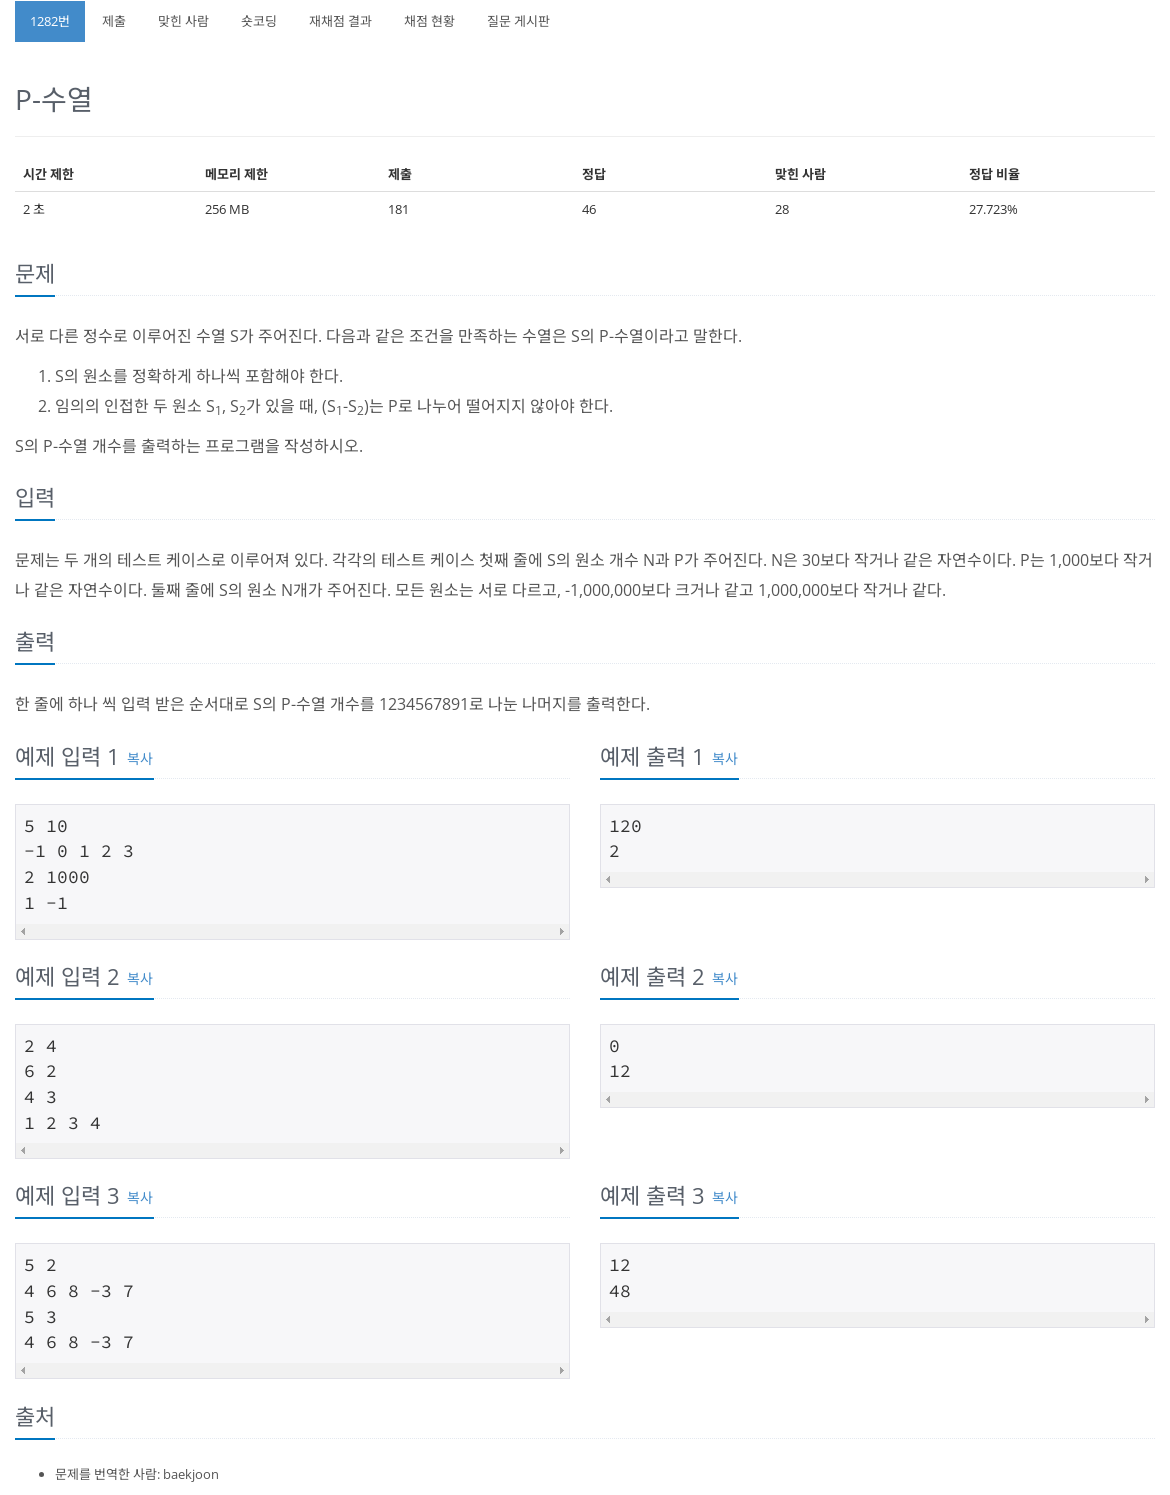 1282번 제출 맞힌 사람 숏코딩 재채점 결과 채점 현황 질문 게시판
P-수열
시간 제한 메모리 제한 제출 정답 맞힌 사람 정답 비율
2 초 256 MB 181 46 28 27.723%
문제
서로 다른 정수로 이루어진 수열 S가 주어진다. 다음과 같은 조건을 만족하는 수열은 S의 P-수열이라고 말한다.
1. S의 원소를 정확하게 하나씩 포함해야 한다.
2. 임의의 인접한 두 원소 S1, S2가 있을 때, (S1-S2)는 P로 나누어 떨어지지 않아야 한다.
S의 P-수열 개수를 출력하는 프로그램을 작성하시오.
입력
문제는 두 개의 테스트 케이스로 이루어져 있다. 각각의 테스트 케이스 첫째 줄에 S의 원소 개수 N과 P가 주어진다. N은 30보다 작거나 같은 자연수이다. P는 1,000보다 작거
나 같은 자연수이다. 둘째 줄에 S의 원소 N개가 주어진다. 모든 원소는 서로 다르고, -1,000,000보다 크거나 같고 1,000,000보다 작거나 같다.
출력
한 줄에 하나 씩 입력 받은 순서대로 S의 P-수열 개수를 1234567891로 나눈 나머지를 출력한다.
예제 입력 1 복사
5 10
-1 0 1 2 3
2 1000
1 -1
예제 출력 1 복사
120
2
예제 입력 2 복사
2 4
6 2
4 3
1 2 3 4
예제 출력 2 복사
0
12
예제 입력 3 복사
5 2
4 6 8 -3 7
5 3
4 6 8 -3 7
예제 출력 3 복사
12
48
출처
• 문제를 번역한 사람: baekjoon